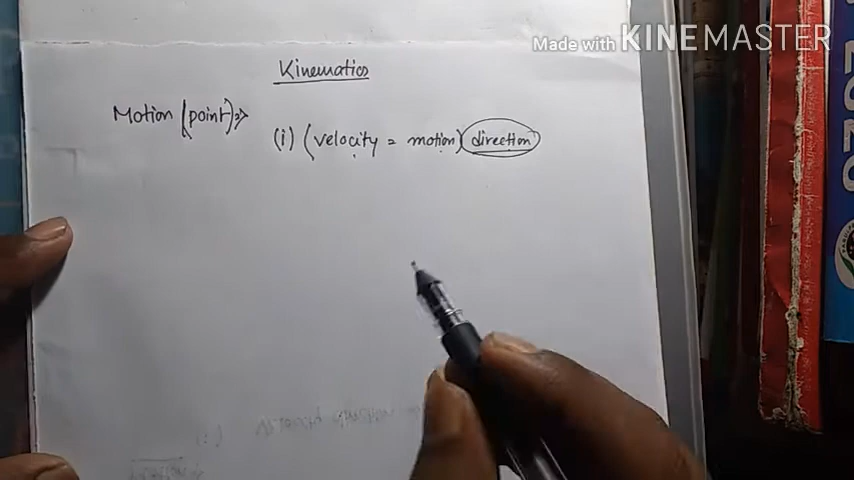 Made with KINEMASTER
Kinematics
Motion (point) =>
(i) (velocity = motion) direction